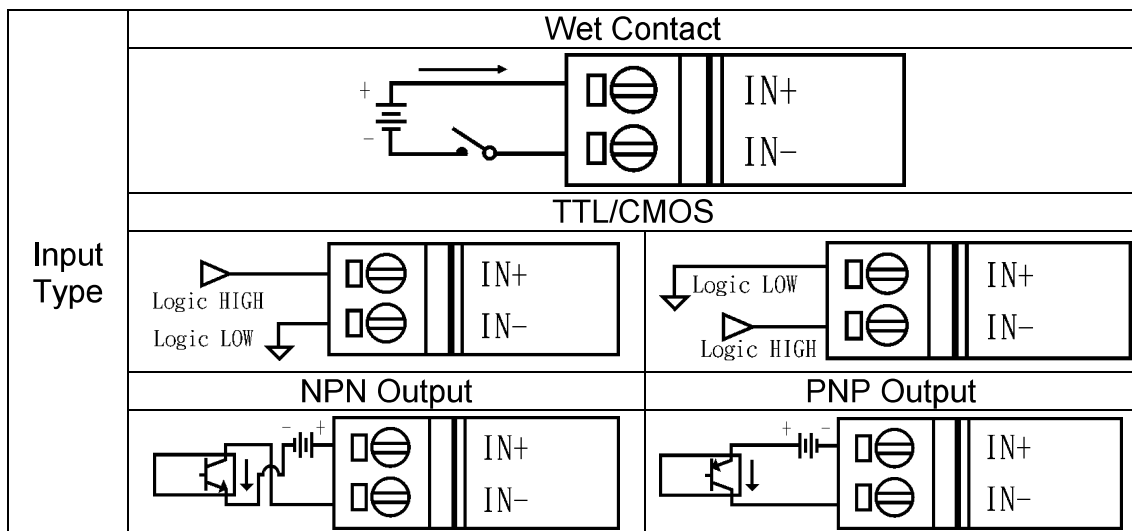 Input
Type
Wet Contact
+
-
IN+
IN-
TTL/CMOS
Logic HIGH
Logic LOW
IN+
IN-
Logic LOW
Logic HIGH
IN+
IN-
NPN Output
- +
IN+
IN-
PNP Output
+ -
IN+
IN-